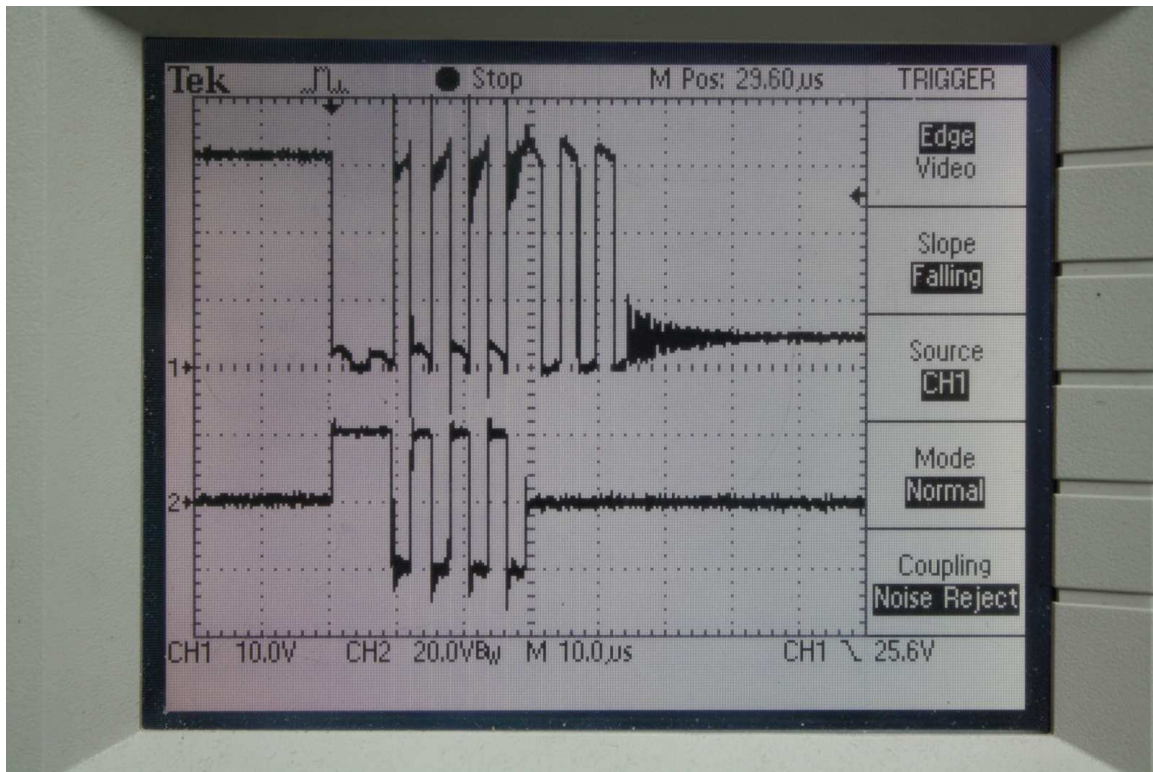 Tek Stop M Pos: 29.60µs TRIGGER
Edge
Video
Slope
Falling
Source
CH1
Mode
Normal
Coupling
Noise Reject
1
2
CH1 10.0V CH2 20.0VBW M 10.0µs CH1 25.6V